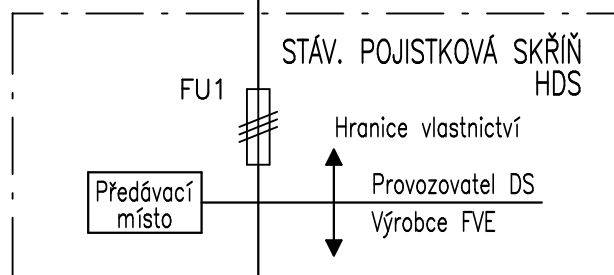 STÁV. POJISTKOVÁ SKŘÍŇ
HDS
FU1
Hranice vlastnictví
Předávací
místo
Provozovatel DS
Výrobce FVE